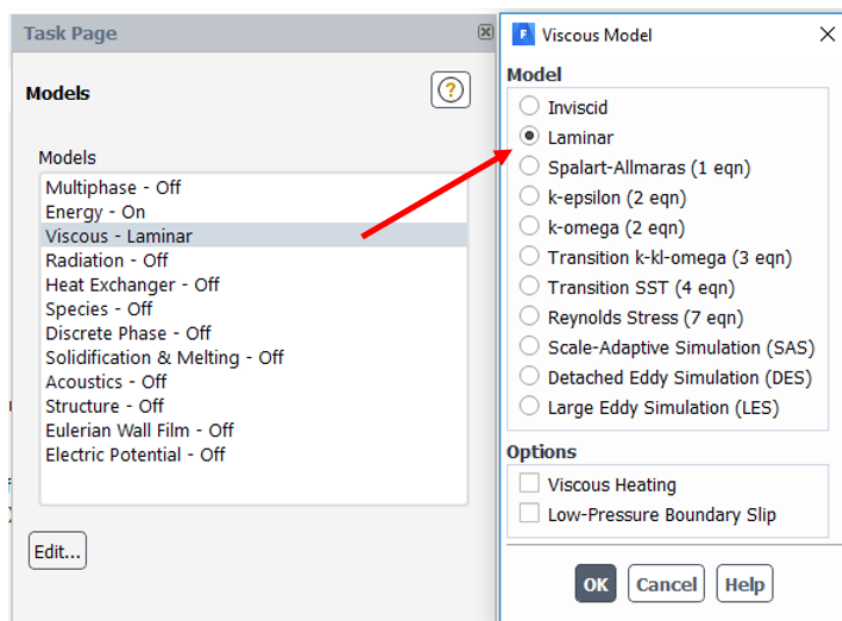 Task Page
Models
Models
Multiphase - Off
Energy - On
Viscous - Laminar
Radiation - Off
Heat Exchanger - Off
Species - Off
Discrete Phase - Off
Solidification & Melting - Off
Acoustics - Off
Structure - Off
Eulerian Wall Film - Off
Electric Potential - Off
Edit...
Viscous Model
Model
Inviscid
Laminar
Spalart-Allmaras (1 eqn)
k-epsilon (2 eqn)
k-omega (2 eqn)
Transition k-kl-omega (3 eqn)
Transition SST (4 eqn)
Reynolds Stress (7 eqn)
Scale-Adaptive Simulation (SAS)
Detached Eddy Simulation (DES)
Large Eddy Simulation (LES)
Options
Viscous Heating
Low-Pressure Boundary Slip
OK Cancel Help